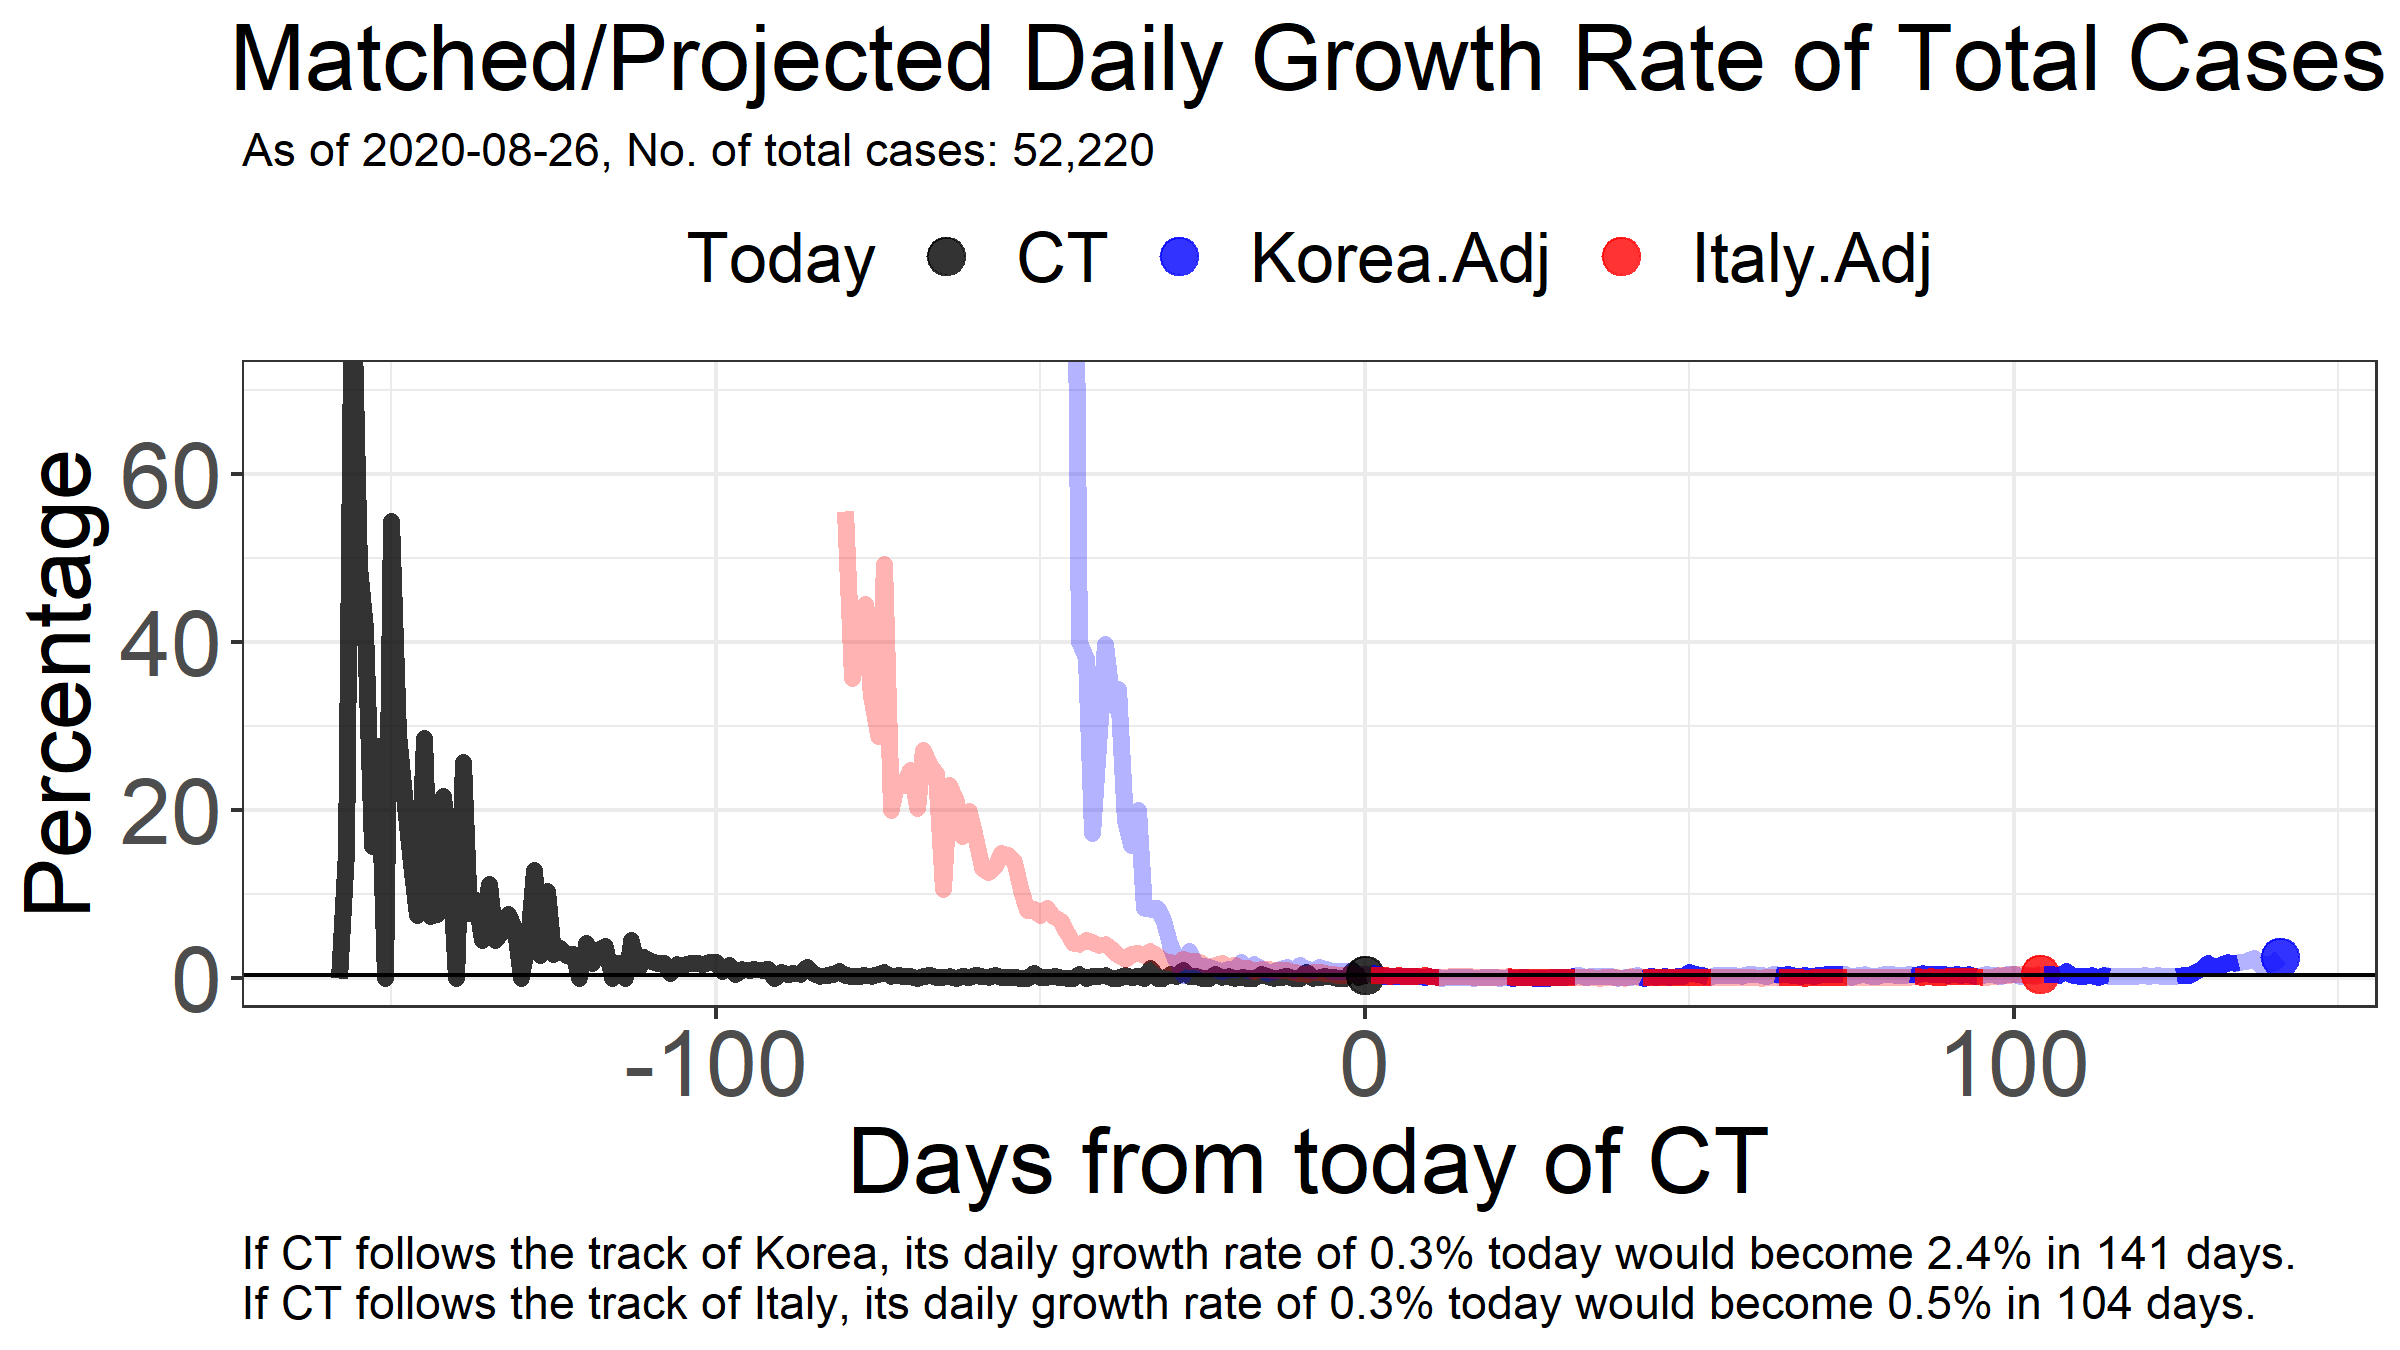 Matched/Projected Daily Growth Rate of Total Cases
As of 2020-08-26, No. of total cases: 52,220
Today CT Korea.Adj Italy.Adj
Percentage
60
40
20
0
-100 0 100
Days from today of CT
If CT follows the track of Korea, its daily growth rate of 0.3% today would become 2.4% in 141 days.
If CT follows the track of Italy, its daily growth rate of 0.3% today would become 0.5% in 104 days.